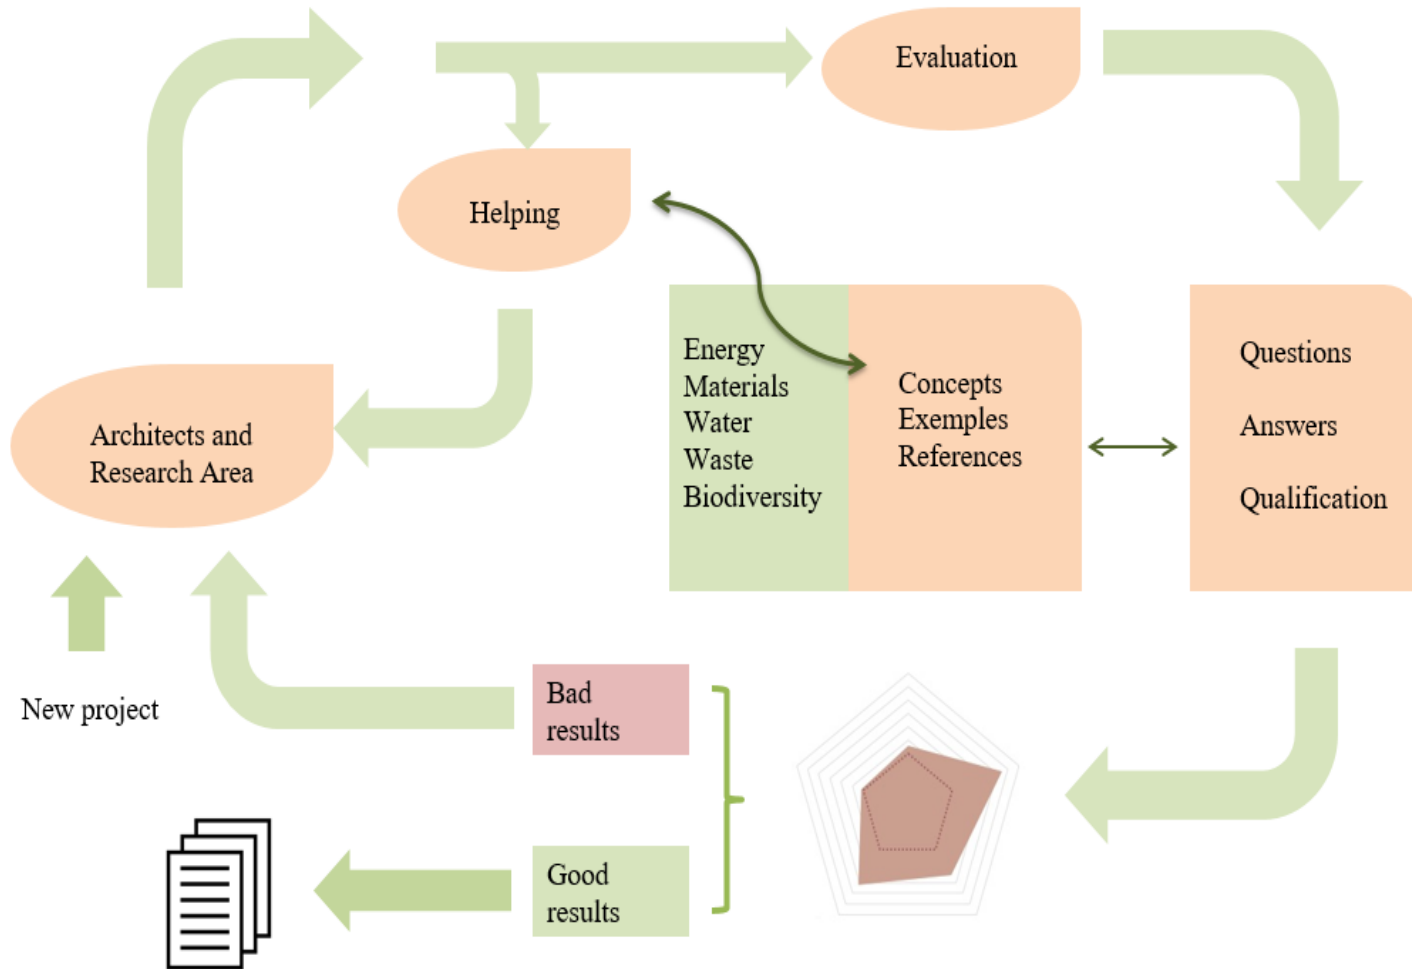 Evaluation
Helping
Architects and
Research Area
Energy
Materials
Water
Waste
Biodiversity
Concepts
Exemples
References
Questions
Answers
Qualification
New project
Bad
results
Good
results